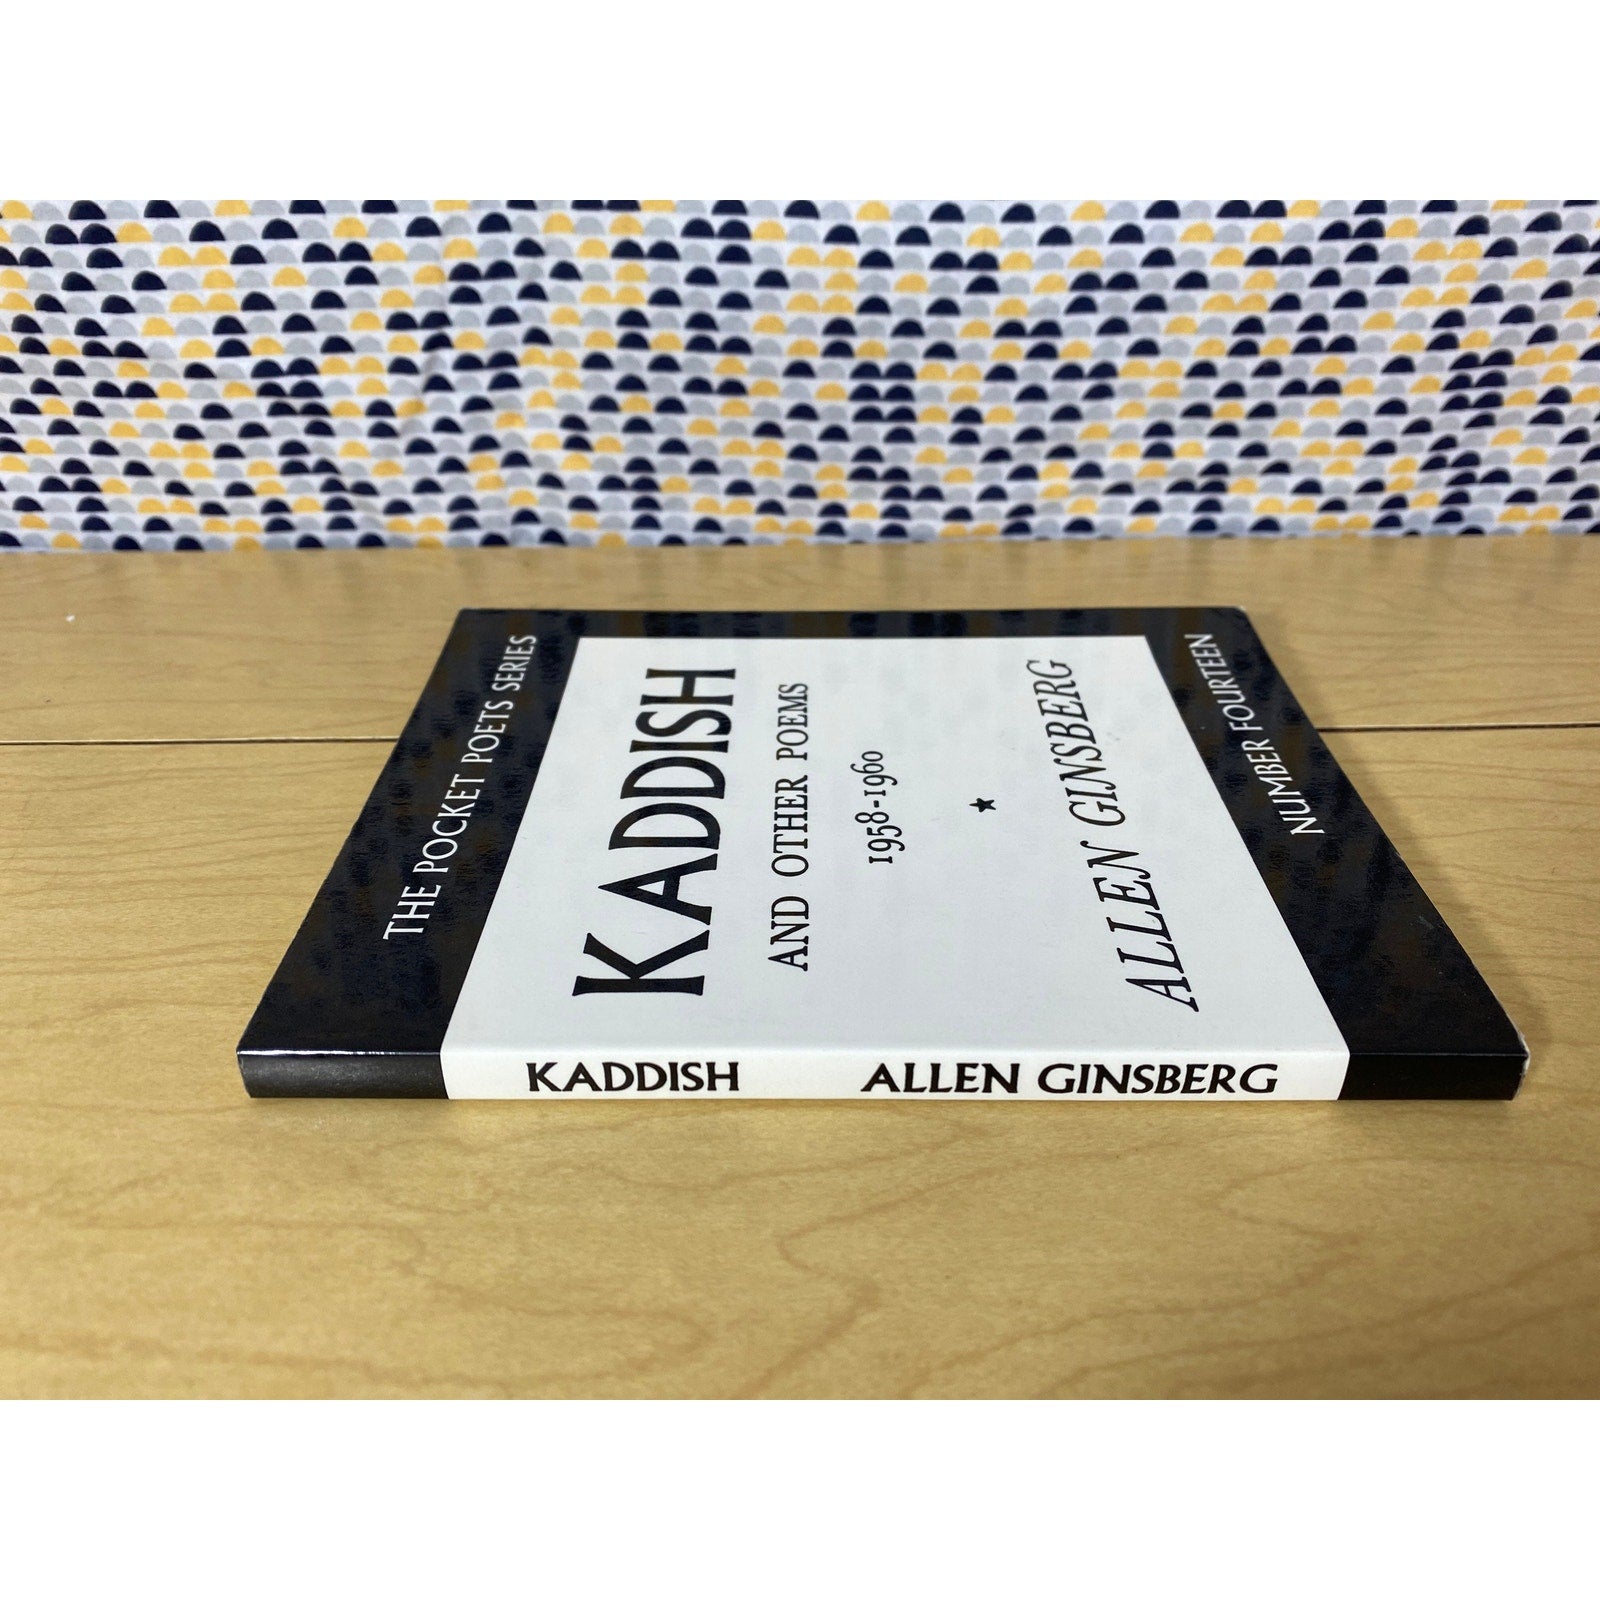 THE POCKET POETS SERIES
KADDISH
AND OTHER POEMS
1958-1960
ALLEN GINSBERG
NUMBER FOURTEEN
KADDISH ALLEN GINSBERG